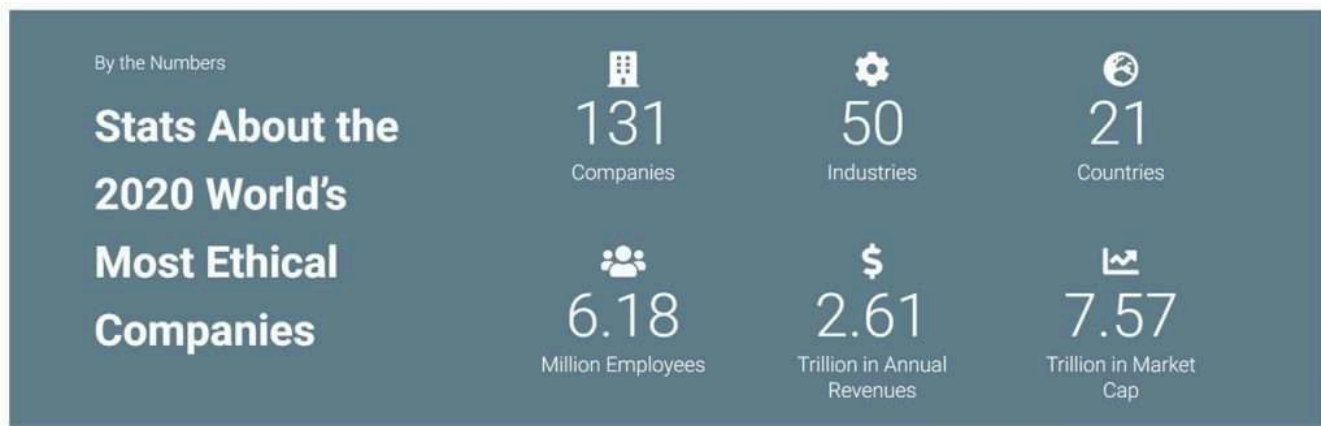 By the Numbers
Stats About the
2020 World's
Most Ethical
Companies
131
Companies
50
Industries
21
Countries
6.18
Million Employees
$
2.61
Trillion in Annual
Revenues
7.57
Trillion in Market
Cap